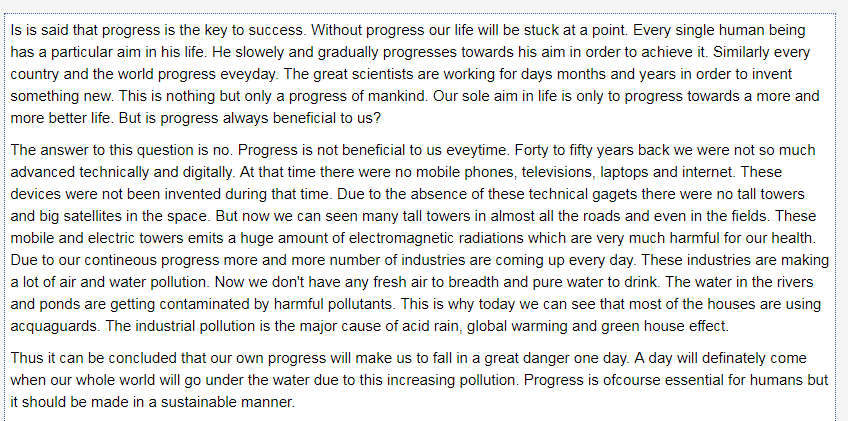 Is is said that progress is the key to success. Without progress our life will be stuck at a point. Every single human being
has a particular aim in his life. He slowely and gradually progresses towards his aim in order to achieve it. Similarly every
country and the world progress eveyday. The great scientists are working for days months and years in order to invent
something new. This is nothing but only a progress of mankind. Our sole aim in life is only to progress towards a more and
more better life. But is progress always beneficial to us?
The answer to this question is no. Progress is not beneficial to us eveytime. Forty to fifty years back we were not so much
advanced technically and digitally. At that time there were no mobile phones, televisions, laptops and internet. These
devices were not been invented during that time. Due to the absence of these technical gagets there were no tall towers
and big satellites in the space. But now we can seen many tall towers in almost all the roads and even in the fields. These
mobile and electric towers emits a huge amount of electromagnetic radiations which are very much harmful for our health.
Due to our contineous progress more and more number of industries are coming up every day. These industries are making
a lot of air and water pollution. Now we don't have any fresh air to breadth and pure water to drink. The water in the rivers
and ponds are getting contaminated by harmful pollutants. This is why today we can see that most of the houses are using
acquaguards. The industrial pollution is the major cause of acid rain, global warming and green house effect.
Thus it can be concluded that our own progress will make us to fall in a great danger one day. A day will definately come
when our whole world will go under the water due to this increasing pollution. Progress is ofcourse essential for humans but
it should be made in a sustainable manner.